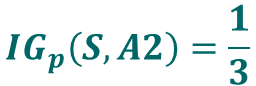 IGₚ(S, A2) = 1/3